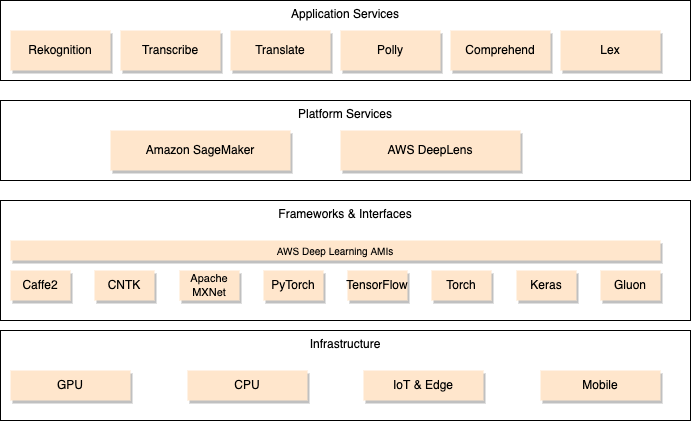 Application Services
Rekognition Transcribe Translate Polly Comprehend Lex
Platform Services
Amazon SageMaker AWS DeepLens
Frameworks & Interfaces
AWS Deep Learning AMIs
Caffe2 CNTK Apache MXNet PyTorch TensorFlow Torch Keras Gluon
Infrastructure
GPU CPU IoT & Edge Mobile